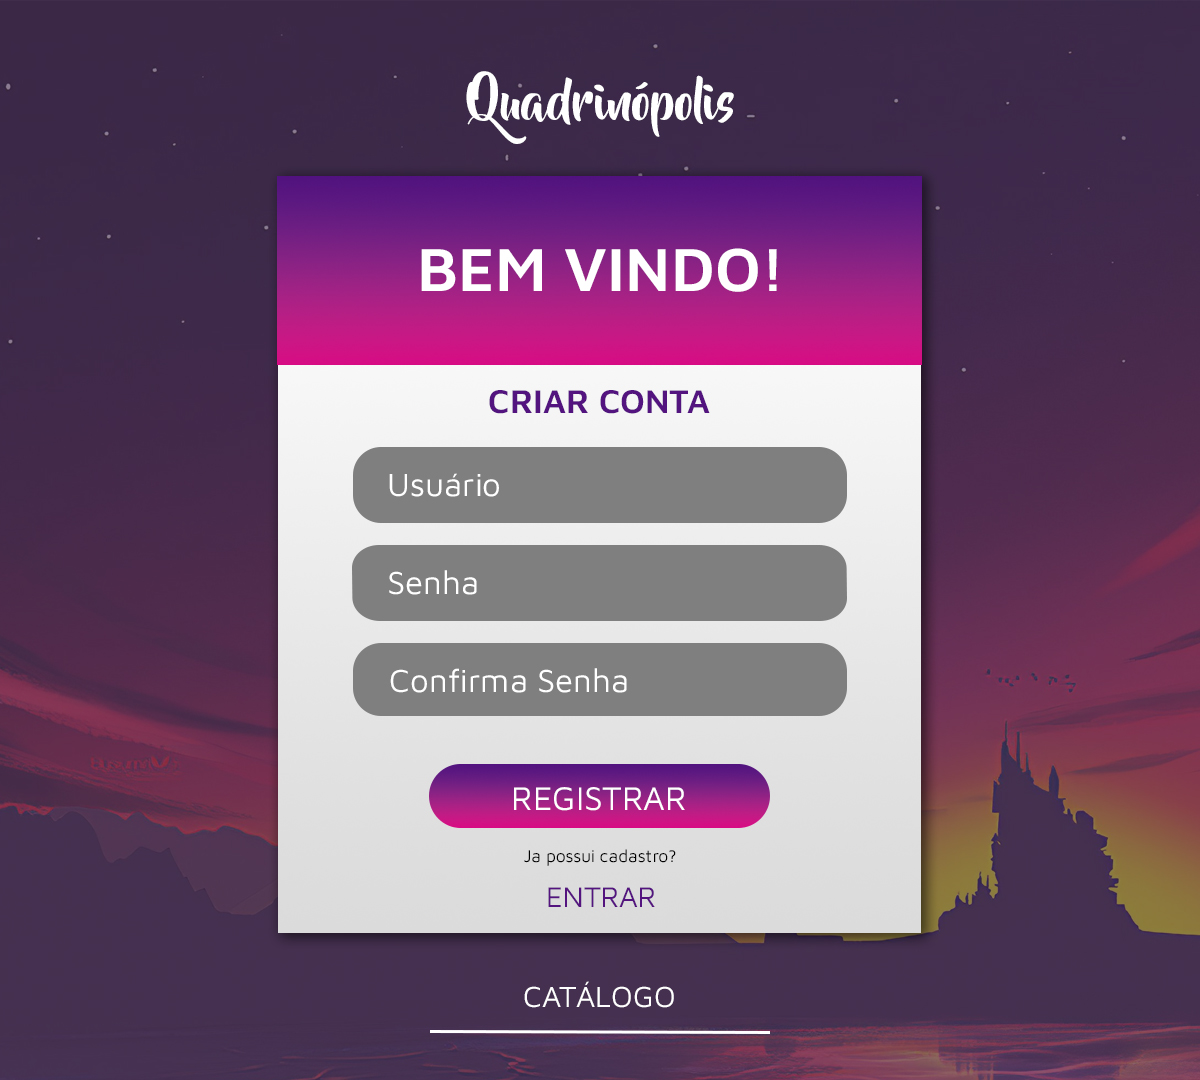 Quadrinópolis
BEM VINDO!
CRIAR CONTA
Usuário
Senha
Confirma Senha
REGISTRAR
Ja possui cadastro?
ENTRAR
CATÁLOGO